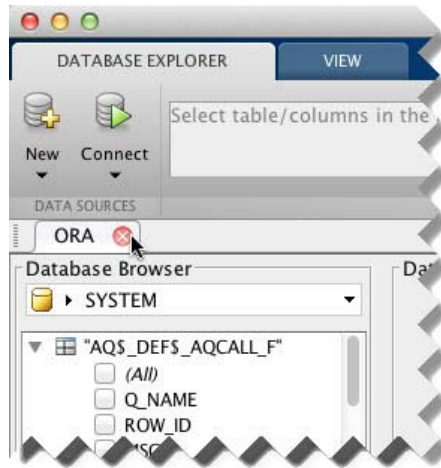 DATABASE EXPLORER
VIEW
New
Connect
Select table/columns in the
DATA SOURCES
ORA
Database Browser
SYSTEM
"AQ$_DEF$_AQCALL_F"
(All)
Q_NAME
ROW_ID